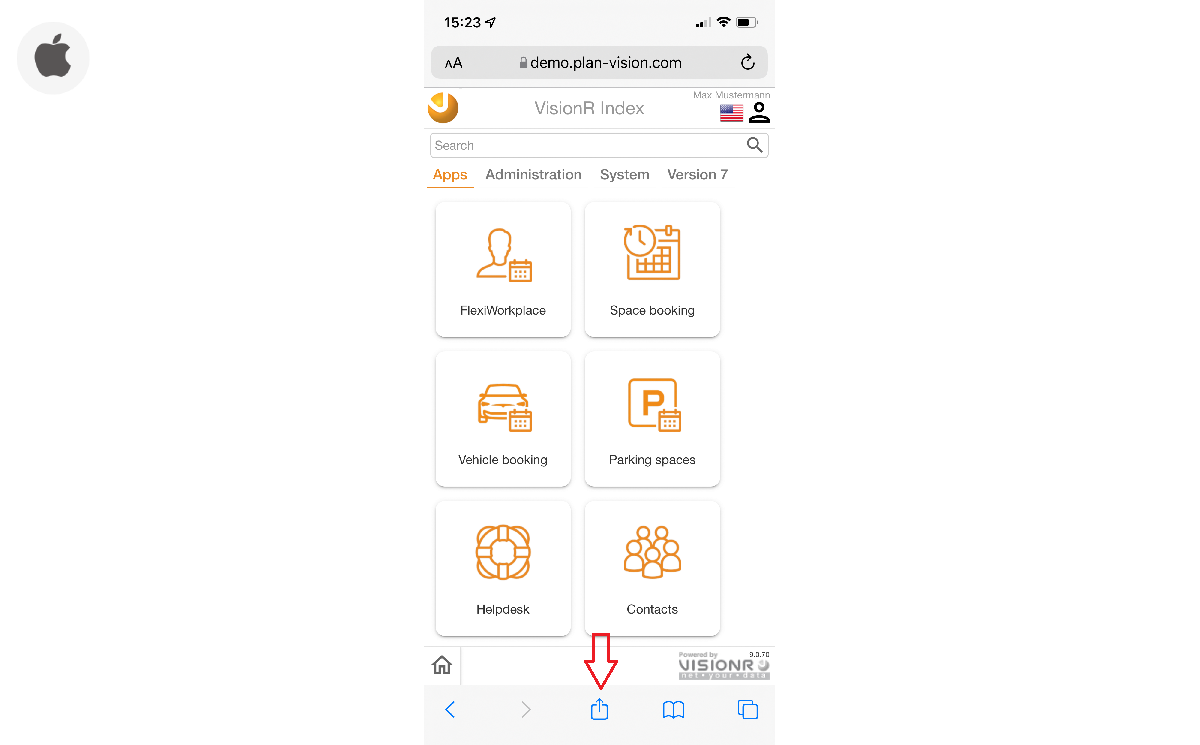 15:23
AA
demo.plan-vision.com
Max Mustermann
VisionR Index
Search
Apps Administration System Version 7
FlexiWorkplace Space booking
P
Vehicle booking Parking spaces
Helpdesk Contacts
Powered by 9.0.70
VISIONR
net•your•data